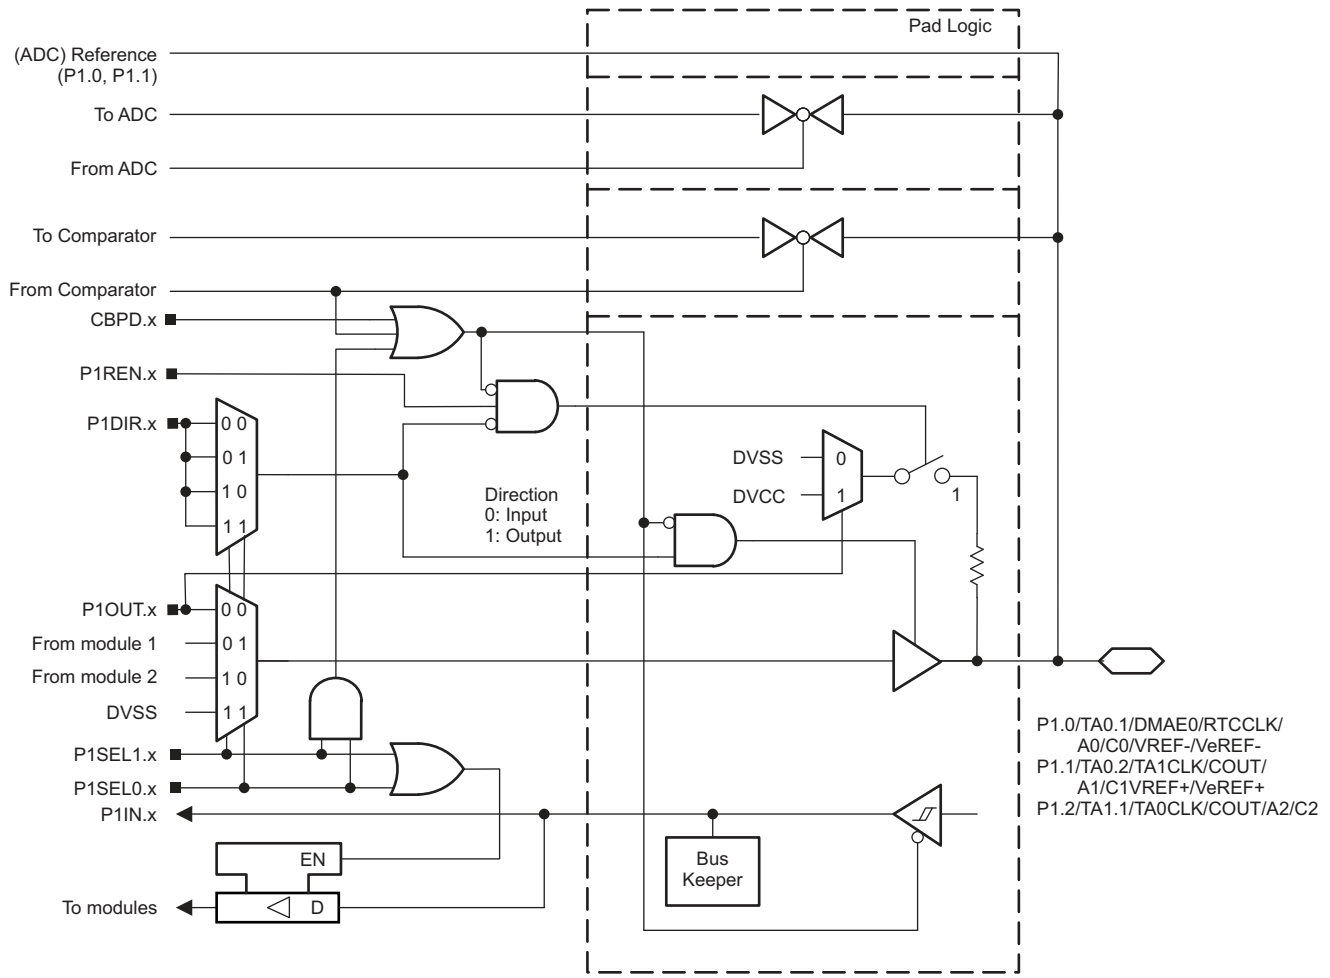 Pad Logic
(ADC) Reference
(P1.0, P1.1)
To ADC
From ADC
To Comparator
From Comparator
CBPD.x
P1REN.x
P1DIR.x
0 0
0 1
1 0
1 1
Direction
0: Input
1: Output
DVSS
0
DVCC
1
1
P1OUT.x
0 0
From module 1
0 1
From module 2
1 0
DVSS
1 1
P1SEL1.x
P1SEL0.x
P1IN.x
EN
Bus
Keeper
To modules
D
P1.0/TA0.1/DMAE0/RTCCLK/
A0/C0/VREF-/VeREF-
P1.1/TA0.2/TA1CLK/COUT/
A1/C1VREF+/VeREF+
P1.2/TA1.1/TA0CLK/COUT/A2/C2